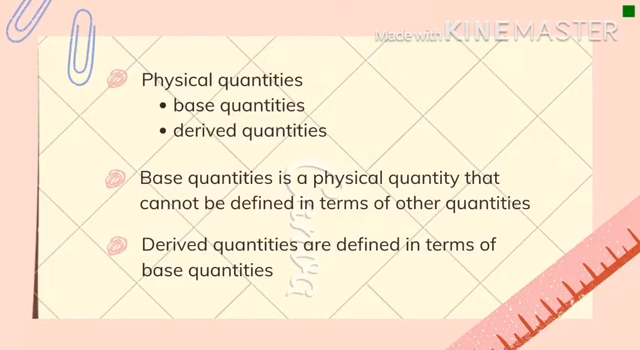 Made with KINEMASTER
Physical quantities
• base quantities
• derived quantities
Base quantities is a physical quantity that
cannot be defined in terms of other quantities
Derived quantities are defined in terms of
base quantities
Canva